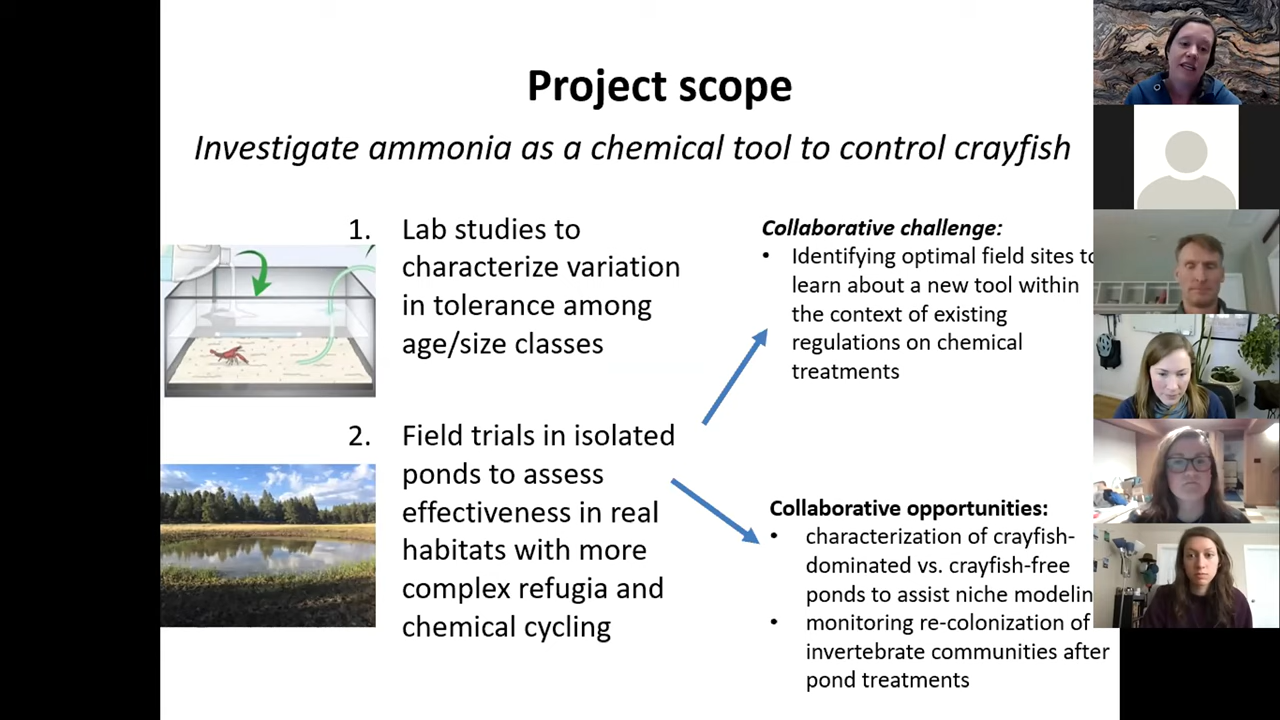 Project scope
Investigate ammonia as a chemical tool to control crayfish
1. Lab studies to
characterize variation
in tolerance among
age/size classes
2. Field trials in isolated
ponds to assess
effectiveness in real
habitats with more
complex refugia and
chemical cycling
Collaborative challenge:
• Identifying optimal field sites to
learn about a new tool within
the context of existing
regulations on chemical
treatments
Collaborative opportunities:
• characterization of crayfish-
dominated vs. crayfish-free
ponds to assist niche modelin
• monitoring re-colonization of
invertebrate communities after
pond treatments